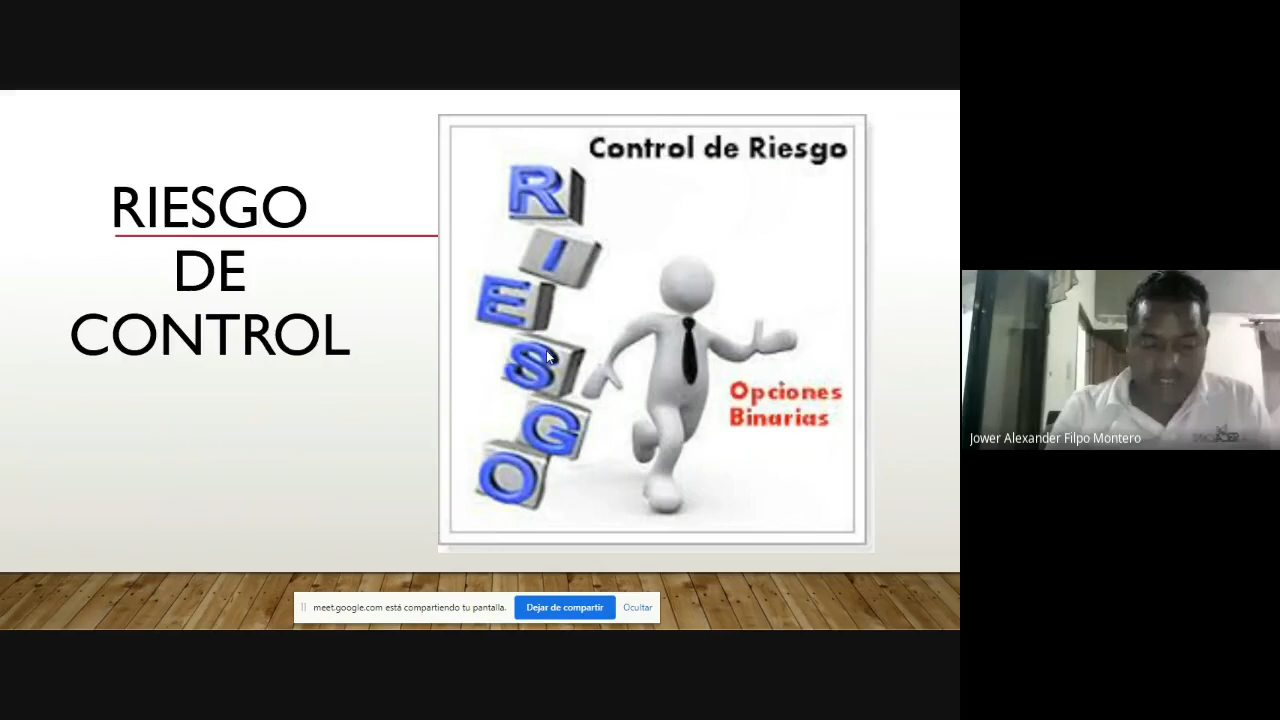 RIESGO
DE
CONTROL
Control de Riesgo
R
I
E
S
G
O
Opciones
Binarias
meet.google.com está compartiendo tu pantalla.
Dejar de compartir
Ocultar
Jower Alexander Filpo Montero